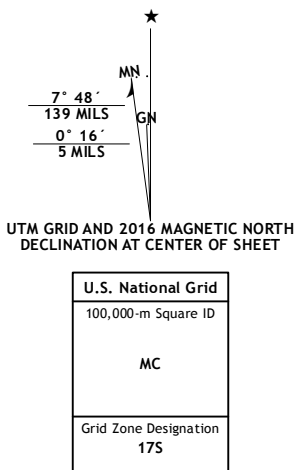 ★
MN
7° 48´
139 MILS
GN
0° 16´
5 MILS
UTM GRID AND 2016 MAGNETIC NORTH
DECLINATION AT CENTER OF SHEET
U.S. National Grid
100,000-m Square ID
MC
Grid Zone Designation
17S